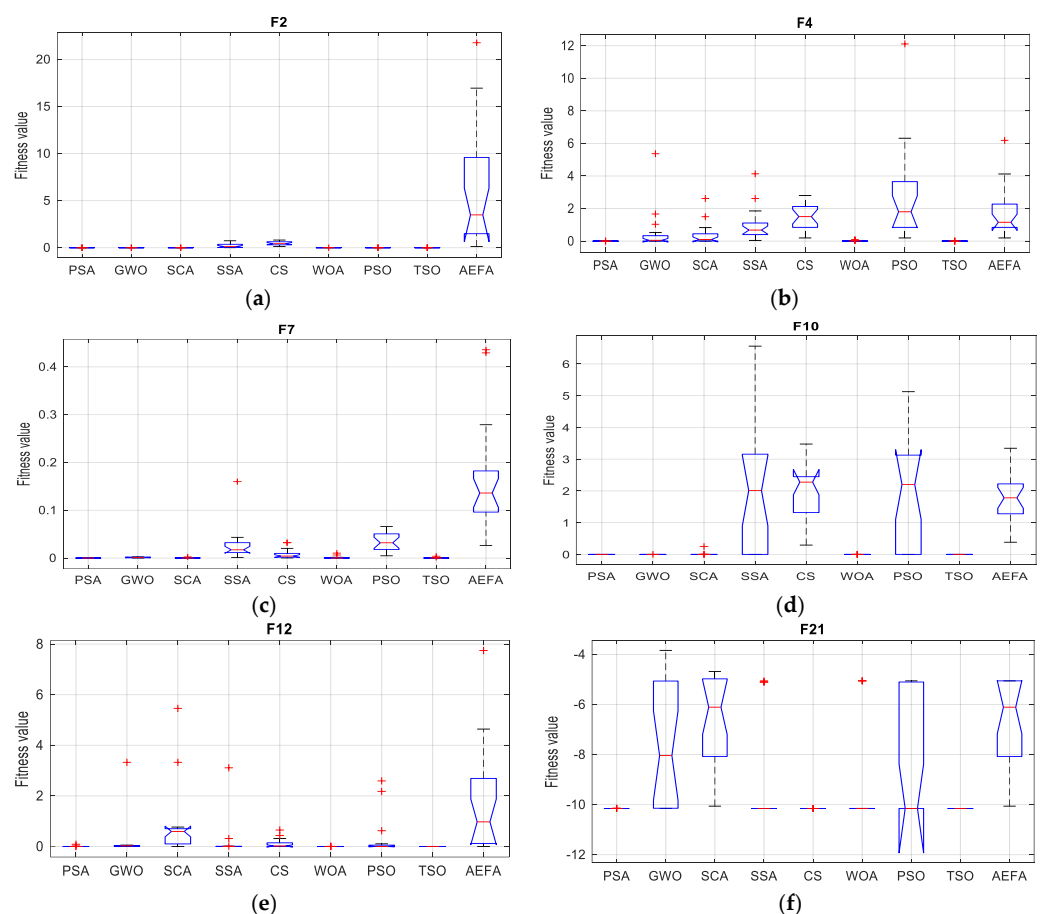 F2
Fitness value
20
15
10
5
0
PSA GWO SCA SSA CS WOA PSO TSO AEFA
(a)
F4
Fitness value
12
10
8
6
4
2
0
PSA GWO SCA SSA CS WOA PSO TSO AEFA
(b)
F7
Fitness value
0.4
0.3
0.2
0.1
0
PSA GWO SCA SSA CS WOA PSO TSO AEFA
(c)
F10
Fitness value
6
5
4
3
2
1
0
PSA GWO SCA SSA CS WOA PSO TSO AEFA
(d)
F12
Fitness value
8
6
4
2
0
PSA GWO SCA SSA CS WOA PSO TSO AEFA
(e)
F21
Fitness value
-4
-6
-8
-10
-12
PSA GWO SCA SSA CS WOA PSO TSO AEFA
(f)